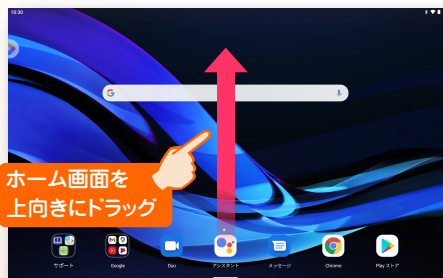 10:30
ホーム画面を
上向きにドラッグ
サポート
Google
Duo
アシスタント
メッセージ
Chrome
Play ストア